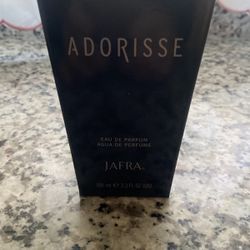 ADORISSE
EAU DE PARFUM
AGUA DE PERFUME
JAFRA